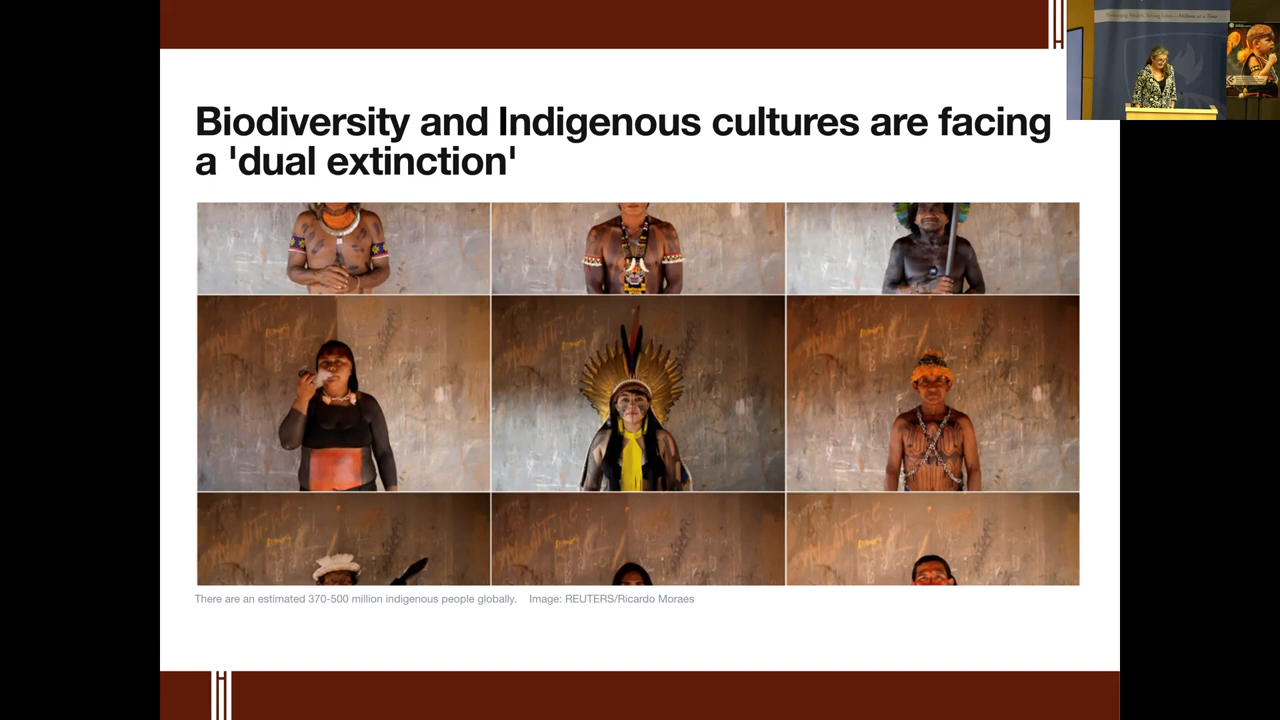 Biodiversity and Indigenous cultures are facing
a 'dual extinction'
There are an estimated 370-500 million indigenous people globally. Image: REUTERS/Ricardo Moraes